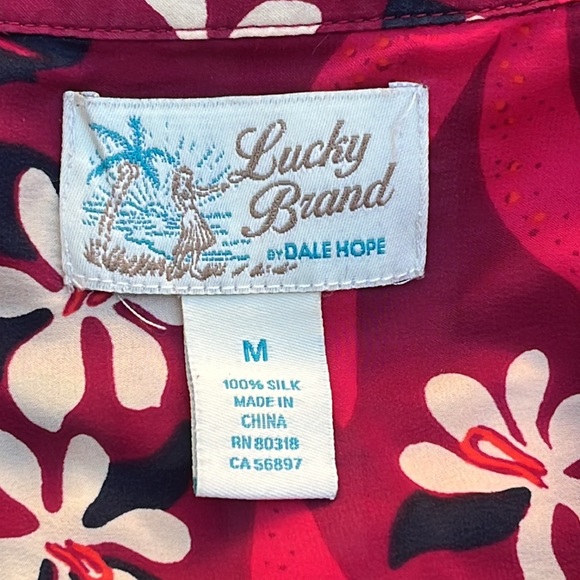 Lucky
Brand
BY DALE HOPE
M
100% SILK
MADE IN
CHINA
RN 80318
CA 56897